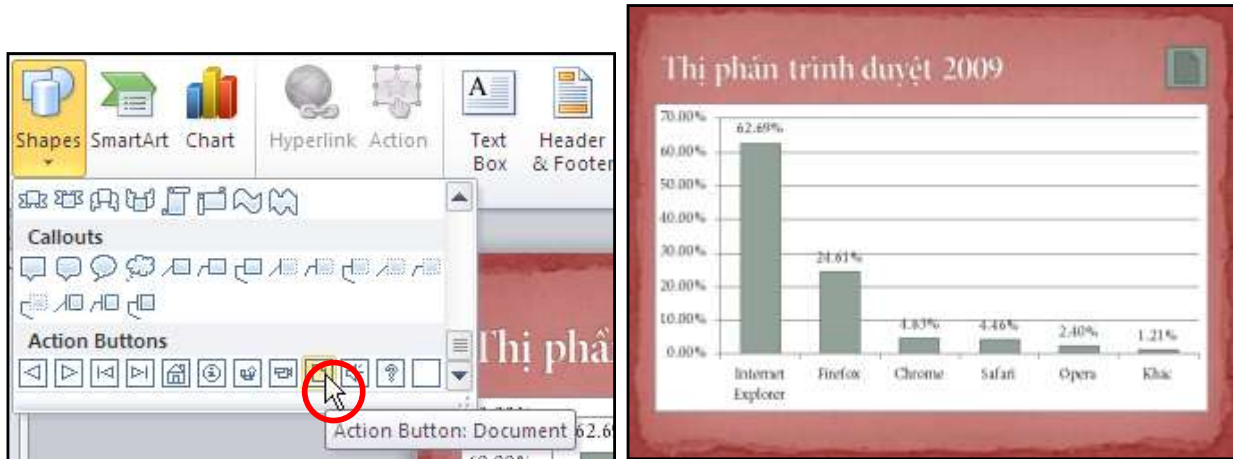 Shapes SmartArt Chart Hyperlink Action Text Box Header & Footer
Callouts
Action Buttons
Action Button: Document
Thị phầ
62.6
Thị phần trình duyệt 2009
70.00%
60.00%
50.00%
40.00%
30.00%
20.00%
10.00%
0.00%
62.69%
24.61%
4.83%
4.46%
2.40%
1.21%
Internet Explorer
Firefox
Chrome
Safari
Opera
Khác